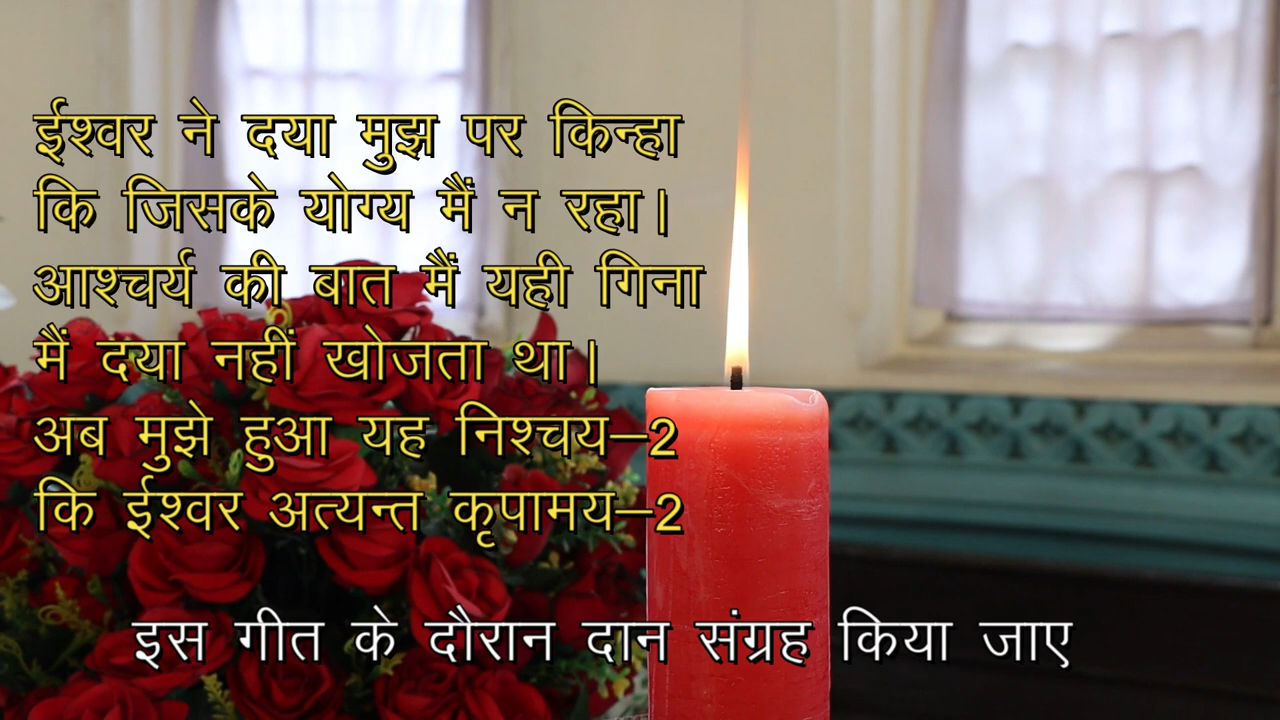 ईश्वर ने दया मुझ पर किन्हा
कि जिसके योग्य मैं न रहा।
आश्चर्य की बात मैं यही गिना
मैं दया नहीं खोजता था।
अब मुझे हुआ यह निश्चय–2
कि ईश्वर अत्यन्त कृपामय–2
इस गीत के दौरान दान संग्रह किया जाए